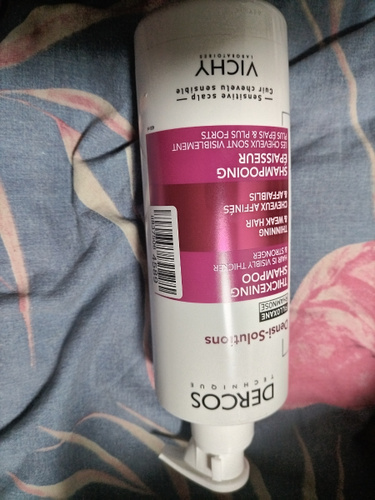 DERCOS
TECHNIQUE
Densi-Solutions
RHAMNOSE
THICKENING
SHAMPOO
HAIR IS VISIBLY THICKER
& STRONGER
THINNING
& WEAK HAIR
CHEVEUX AFFINÉS
& AFFAIBLIS
SHAMPOOING
ÉPAISSEUR
LES CHEVEUX SONT VISIBLEMENT
PLUS ÉPAIS & PLUS FORTS
Sensitive scalp
Cuir chevelu sensible
VICHY
LABORATOIRES